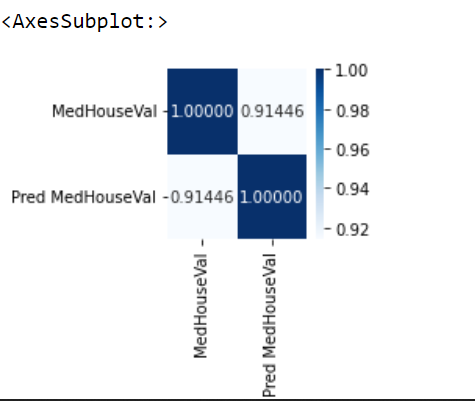 <AxesSubplot:>
1.00
MedHouseVal 1.00000 0.91446
0.98
0.96
Pred MedHouseVal 0.91446 1.00000
0.94
0.92
MedHouseVal
Pred MedHouseVal